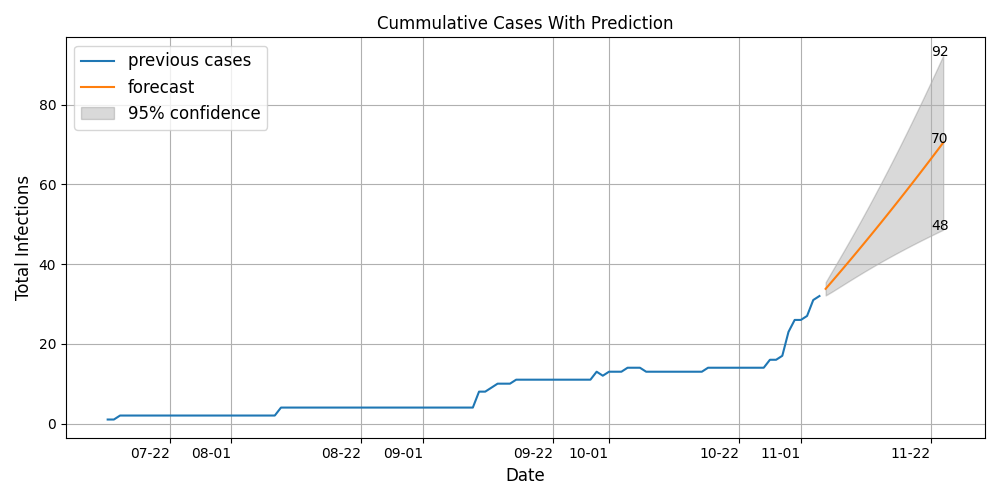 Cummulative Cases With Prediction
previous cases
forecast
95% confidence
92
70
48
Total Infections
80
60
40
20
0
07-22 08-01 08-22 09-01 09-22 10-01 10-22 11-01 11-22
Date